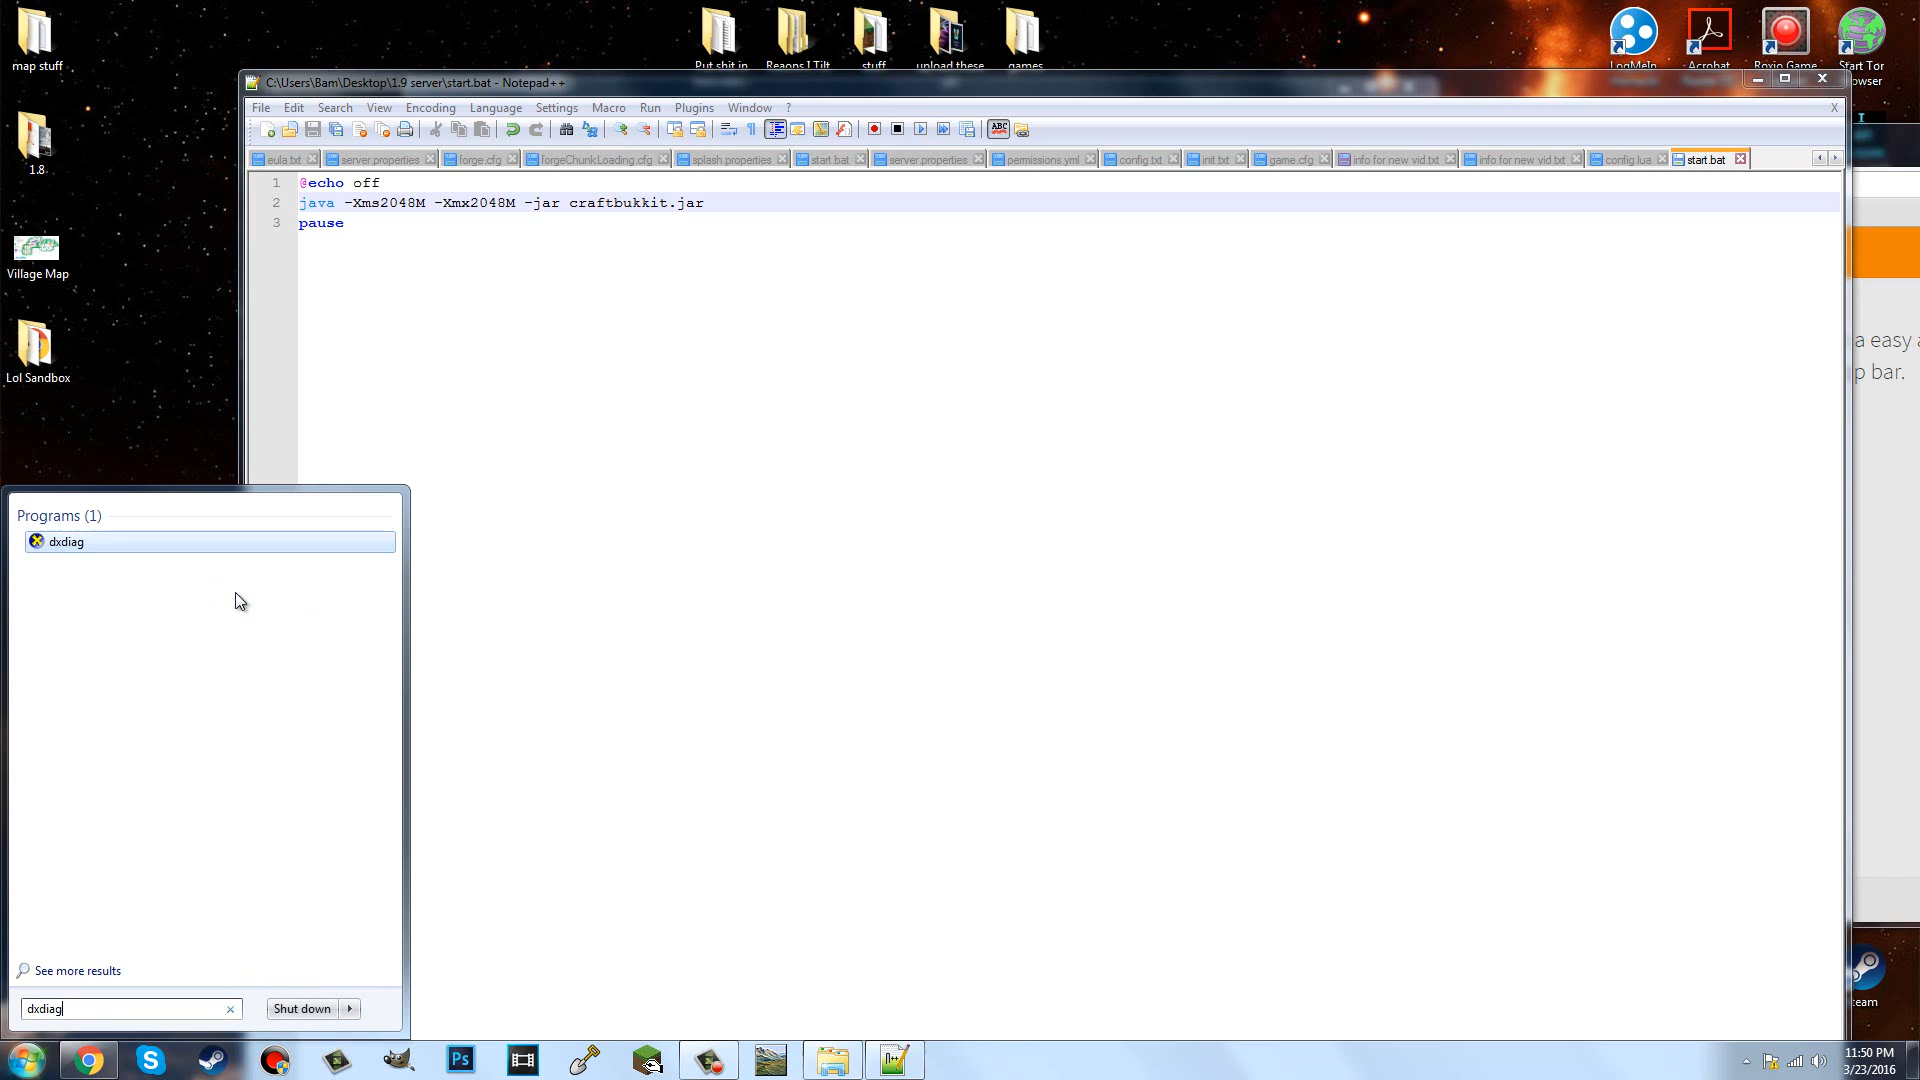 map stuff
Put shit in
Reaons I Tilt
stuff
upload these
games
LogMeIn
Acrobat
Roxio Game
Start Tor
Browser
C:\Users\Bam\Desktop\1.9 server\start.bat - Notepad++
File Edit Search View Encoding Language Settings Macro Run Plugins Window ? X
eula.txt server.properties forge.cfg forgeChunkLoading.cfg splash.properties start.bat server.properties permissions.yml config.txt init.txt game.cfg info for new vid.txt info for new vid.txt config.lua start.bat
1 @echo off
2 java -Xms2048M -Xmx2048M -jar craftbukkit.jar
3 pause
1.8
Village Map
Lol Sandbox
a easy a
p bar.
Programs (1)
dxdiag
See more results
dxdiag
Shut down
team
Ps
11:50 PM
3/23/2016